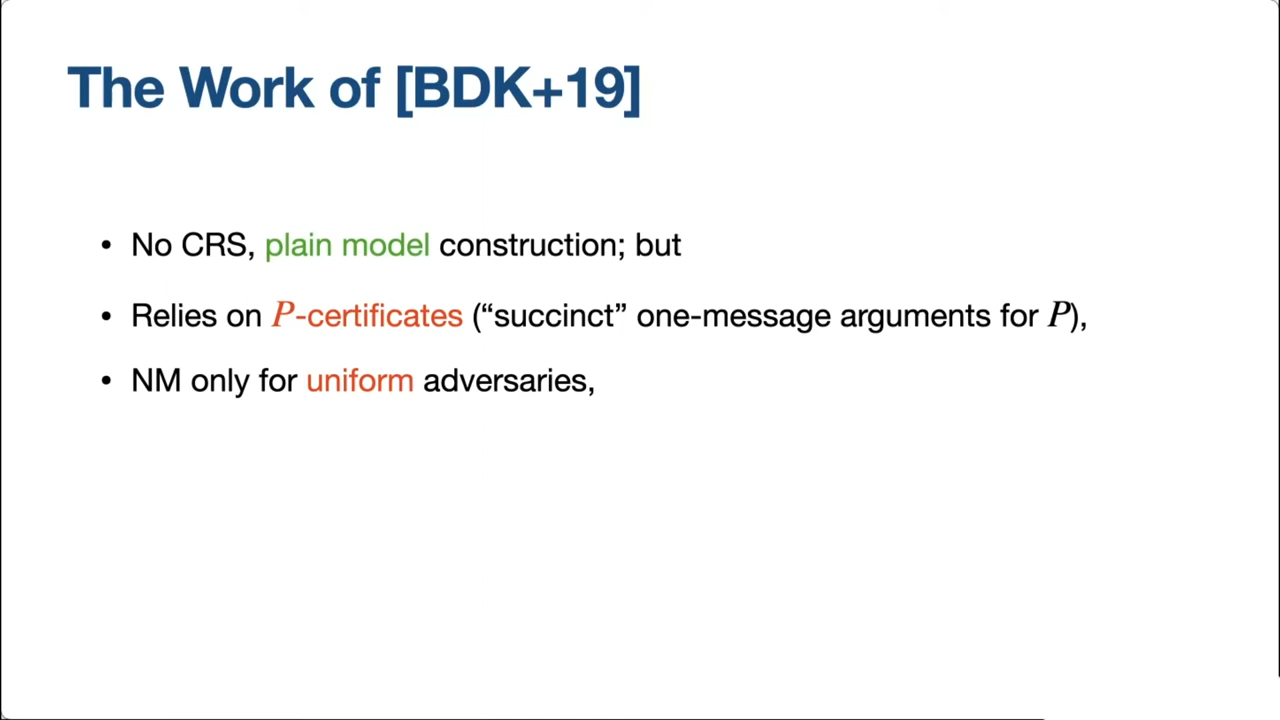 The Work of [BDK+19]
• No CRS, plain model construction; but
• Relies on P-certificates (“succinct” one-message arguments for P),
• NM only for uniform adversaries,